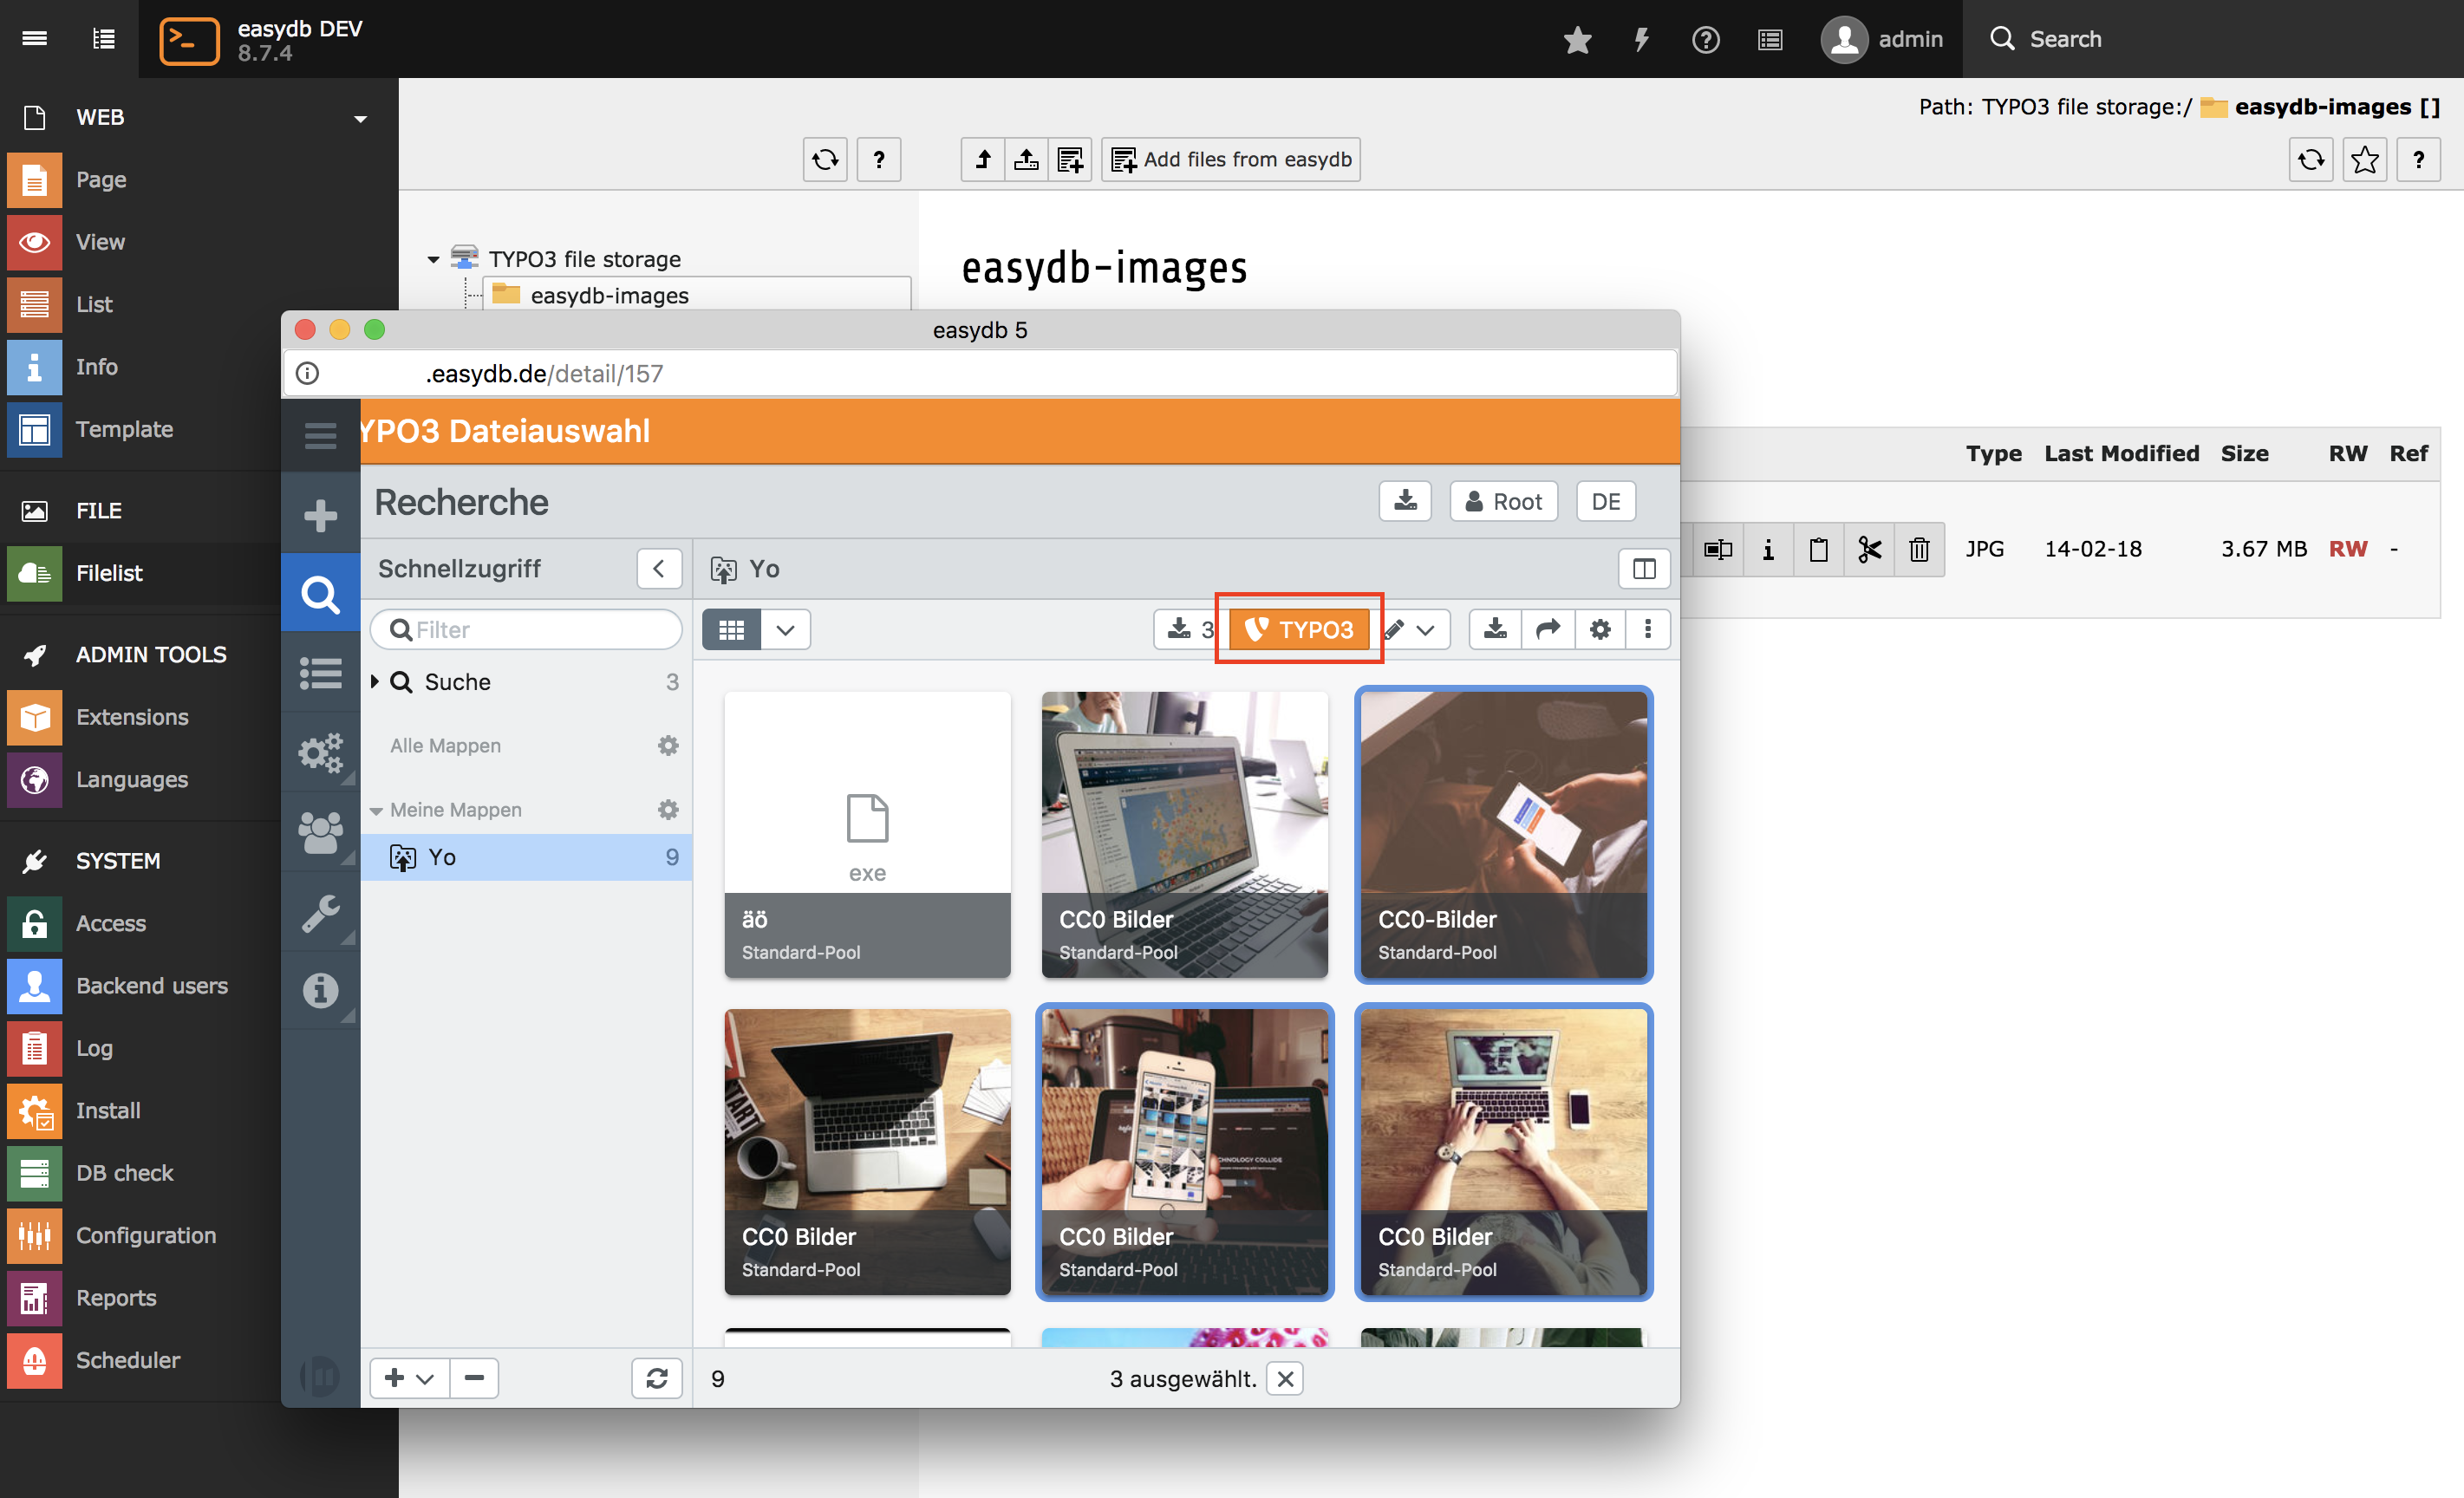 easydb DEV
8.7.4
admin
Search
WEB
Page
View
List
Info
Template
FILE
Filelist
ADMIN TOOLS
Extensions
Languages
SYSTEM
Access
Backend users
Log
Install
DB check
Configuration
Reports
Scheduler
Path: TYPO3 file storage:/ easydb-images []
?
Add files from easydb
?
TYPO3 file storage
easydb-images
easydb-images
Type Last Modified Size RW Ref
JPG 14-02-18 3.67 MB RW -
easydb 5
.easydb.de/detail/157
YPO3 Dateiauswahl
Recherche
Root
DE
Schnellzugriff
Yo
Filter
3
TYPO3
Suche 3
Alle Mappen
Meine Mappen
Yo 9
exe
äö
Standard-Pool
CC0 Bilder
Standard-Pool
CC0-Bilder
Standard-Pool
START
CC0 Bilder
Standard-Pool
CHNOLOGY COLLIDE
CC0 Bilder
Standard-Pool
CC0 Bilder
Standard-Pool
9
3 ausgewählt.